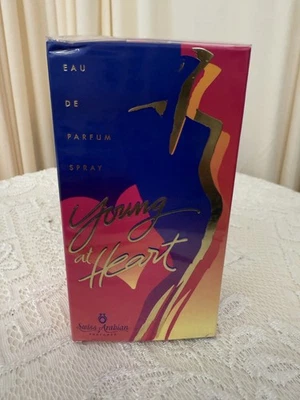 EAU
DE
PARFUM
SPRAY
Young
at Heart
Swiss Arabian